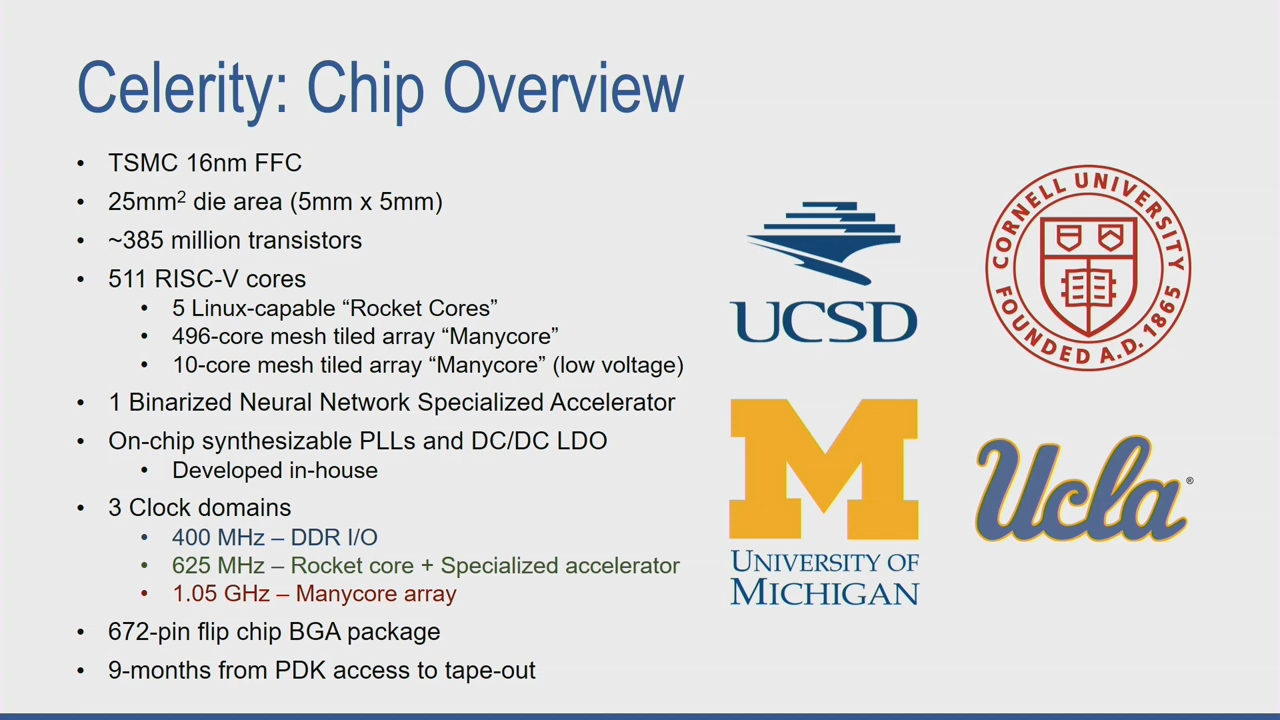 Celerity: Chip Overview
• TSMC 16nm FFC
• 25mm² die area (5mm x 5mm)
• ~385 million transistors
• 511 RISC-V cores
• 5 Linux-capable “Rocket Cores”
• 496-core mesh tiled array “Manycore”
• 10-core mesh tiled array “Manycore” (low voltage)
• 1 Binarized Neural Network Specialized Accelerator
• On-chip synthesizable PLLs and DC/DC LDO
• Developed in-house
• 3 Clock domains
• 400 MHz – DDR I/O
• 625 MHz – Rocket core + Specialized accelerator
• 1.05 GHz – Manycore array
• 672-pin flip chip BGA package
• 9-months from PDK access to tape-out
UCSD
CORNELL UNIVERSITY
FOUNDED A.D. 1865
M
UNIVERSITY OF
MICHIGAN
Ucla®